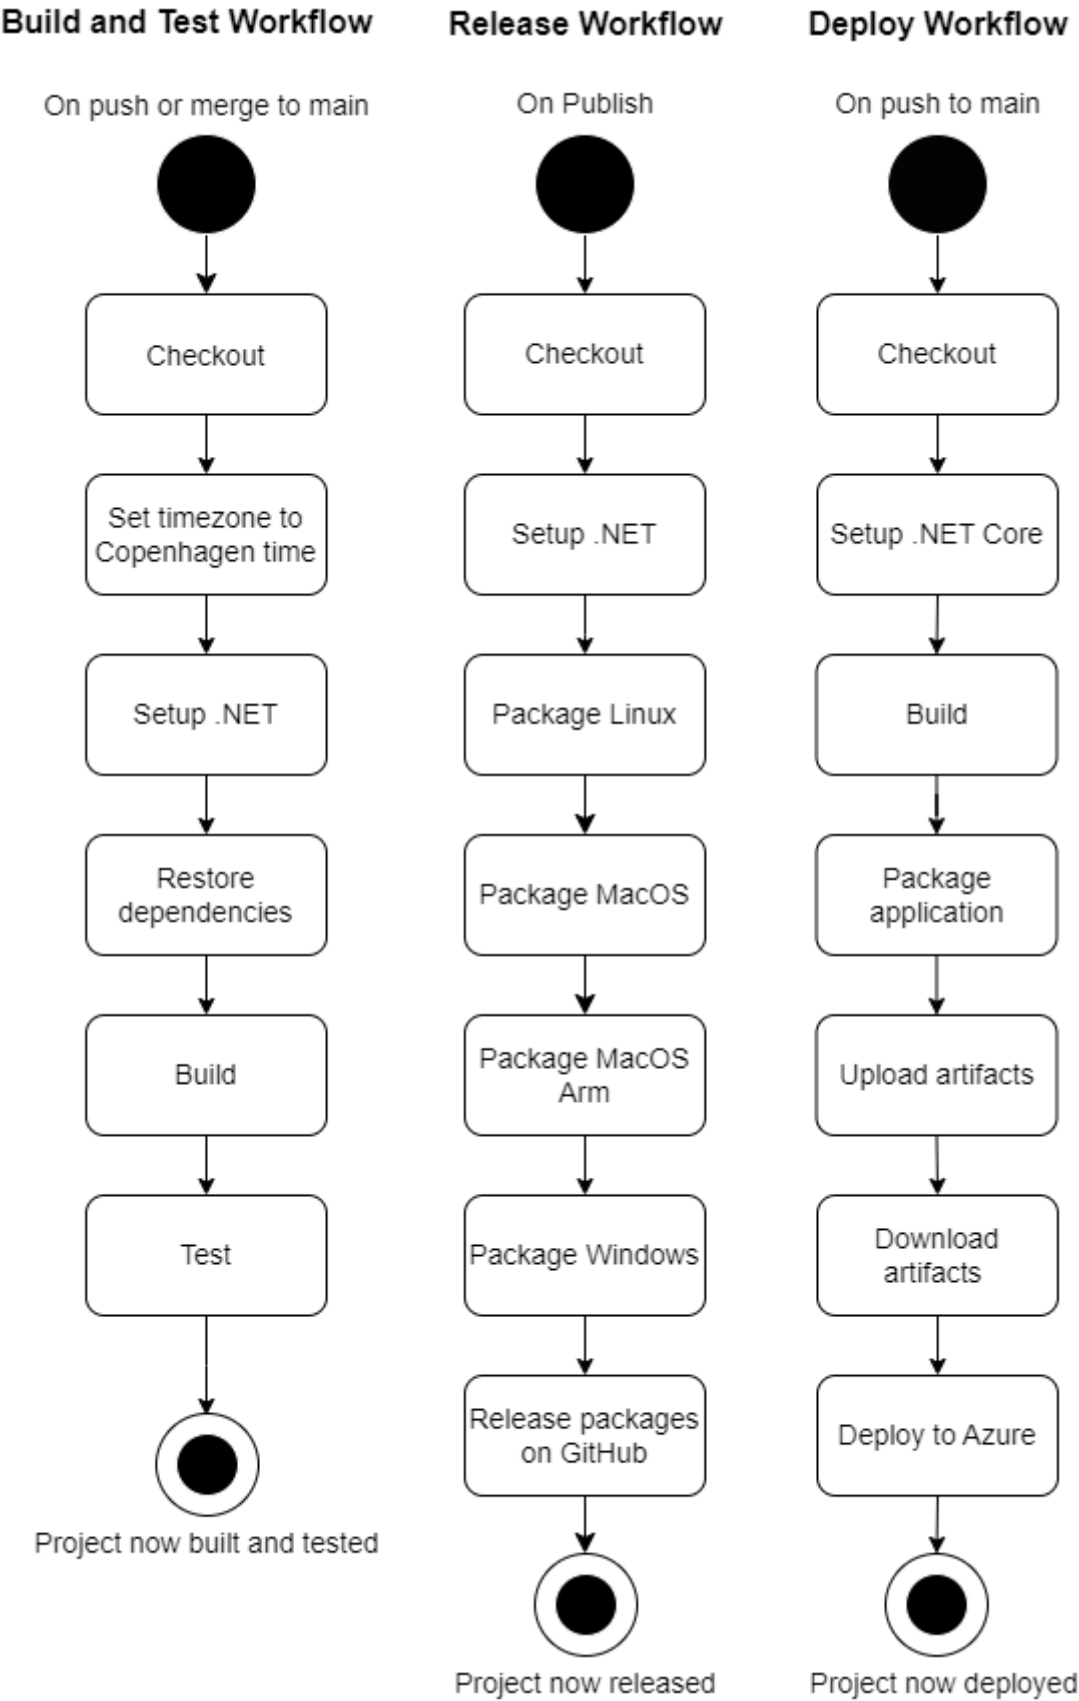 Build and Test Workflow
On push or merge to main
Checkout
Set timezone to
Copenhagen time
Setup .NET
Restore
dependencies
Build
Test
Project now built and tested
Release Workflow
On Publish
Checkout
Setup .NET
Package Linux
Package MacOS
Package MacOS
Arm
Package Windows
Release packages
on GitHub
Project now released
Deploy Workflow
On push to main
Checkout
Setup .NET Core
Build
Package
application
Upload artifacts
Download
artifacts
Deploy to Azure
Project now deployed